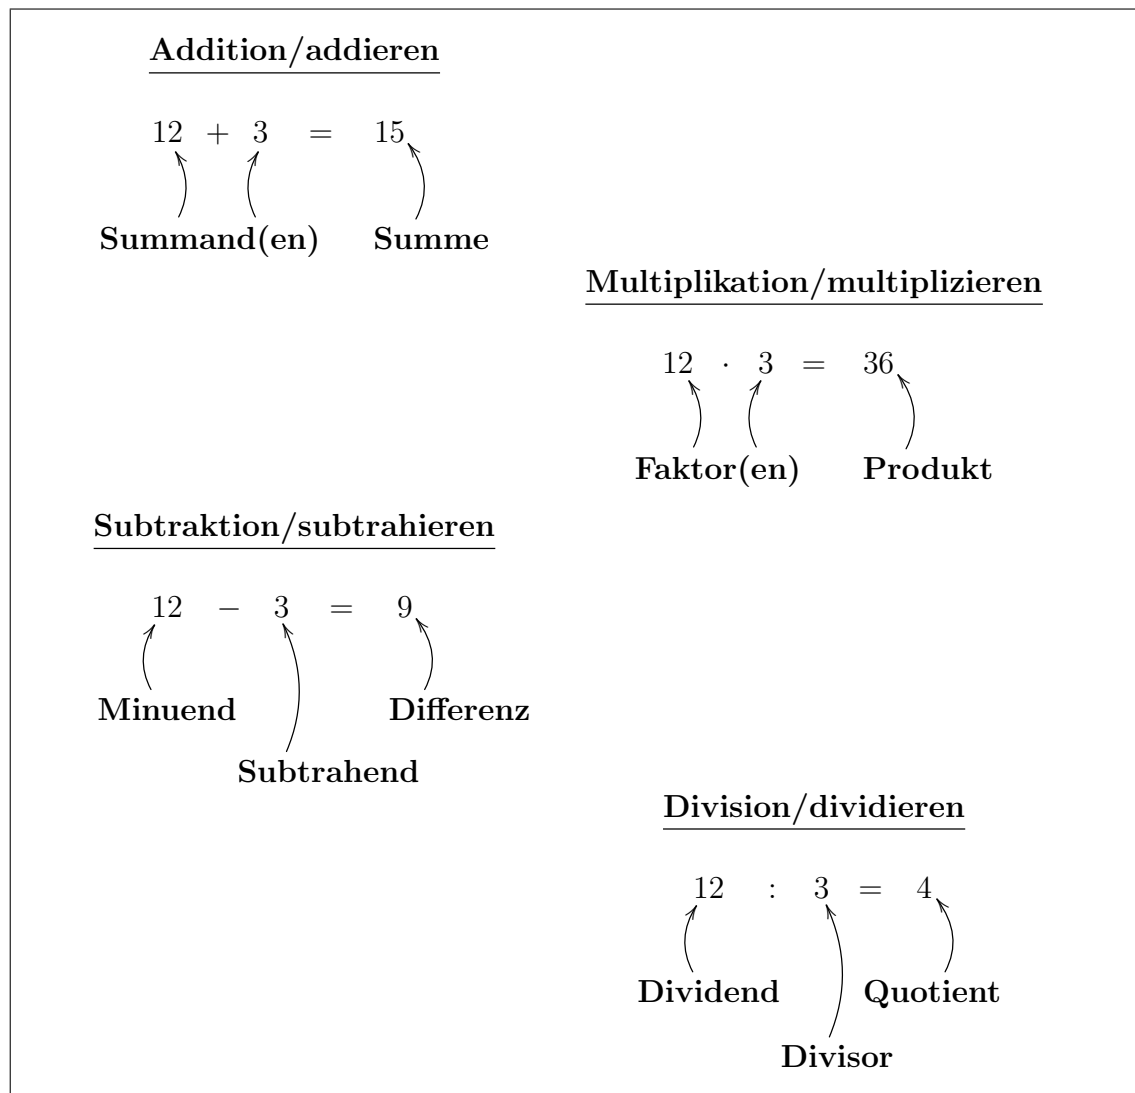 Addition/addieren
12 + 3 = 15
Summand(en) Summe
Multiplikation/multiplizieren
12 · 3 = 36
Faktor(en) Produkt
Subtraktion/subtrahieren
12 − 3 = 9
Minuend Differenz
Subtrahend
Division/dividieren
12 : 3 = 4
Dividend Quotient
Divisor